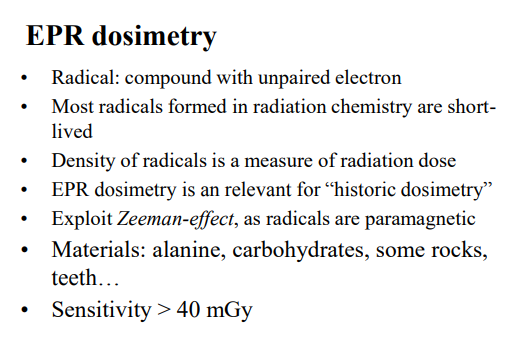 EPR dosimetry
• Radical: compound with unpaired electron
• Most radicals formed in radiation chemistry are short-
lived
• Density of radicals is a measure of radiation dose
• EPR dosimetry is an relevant for “historic dosimetry”
• Exploit Zeeman-effect, as radicals are paramagnetic
• Materials: alanine, carbohydrates, some rocks,
teeth…
• Sensitivity > 40 mGy